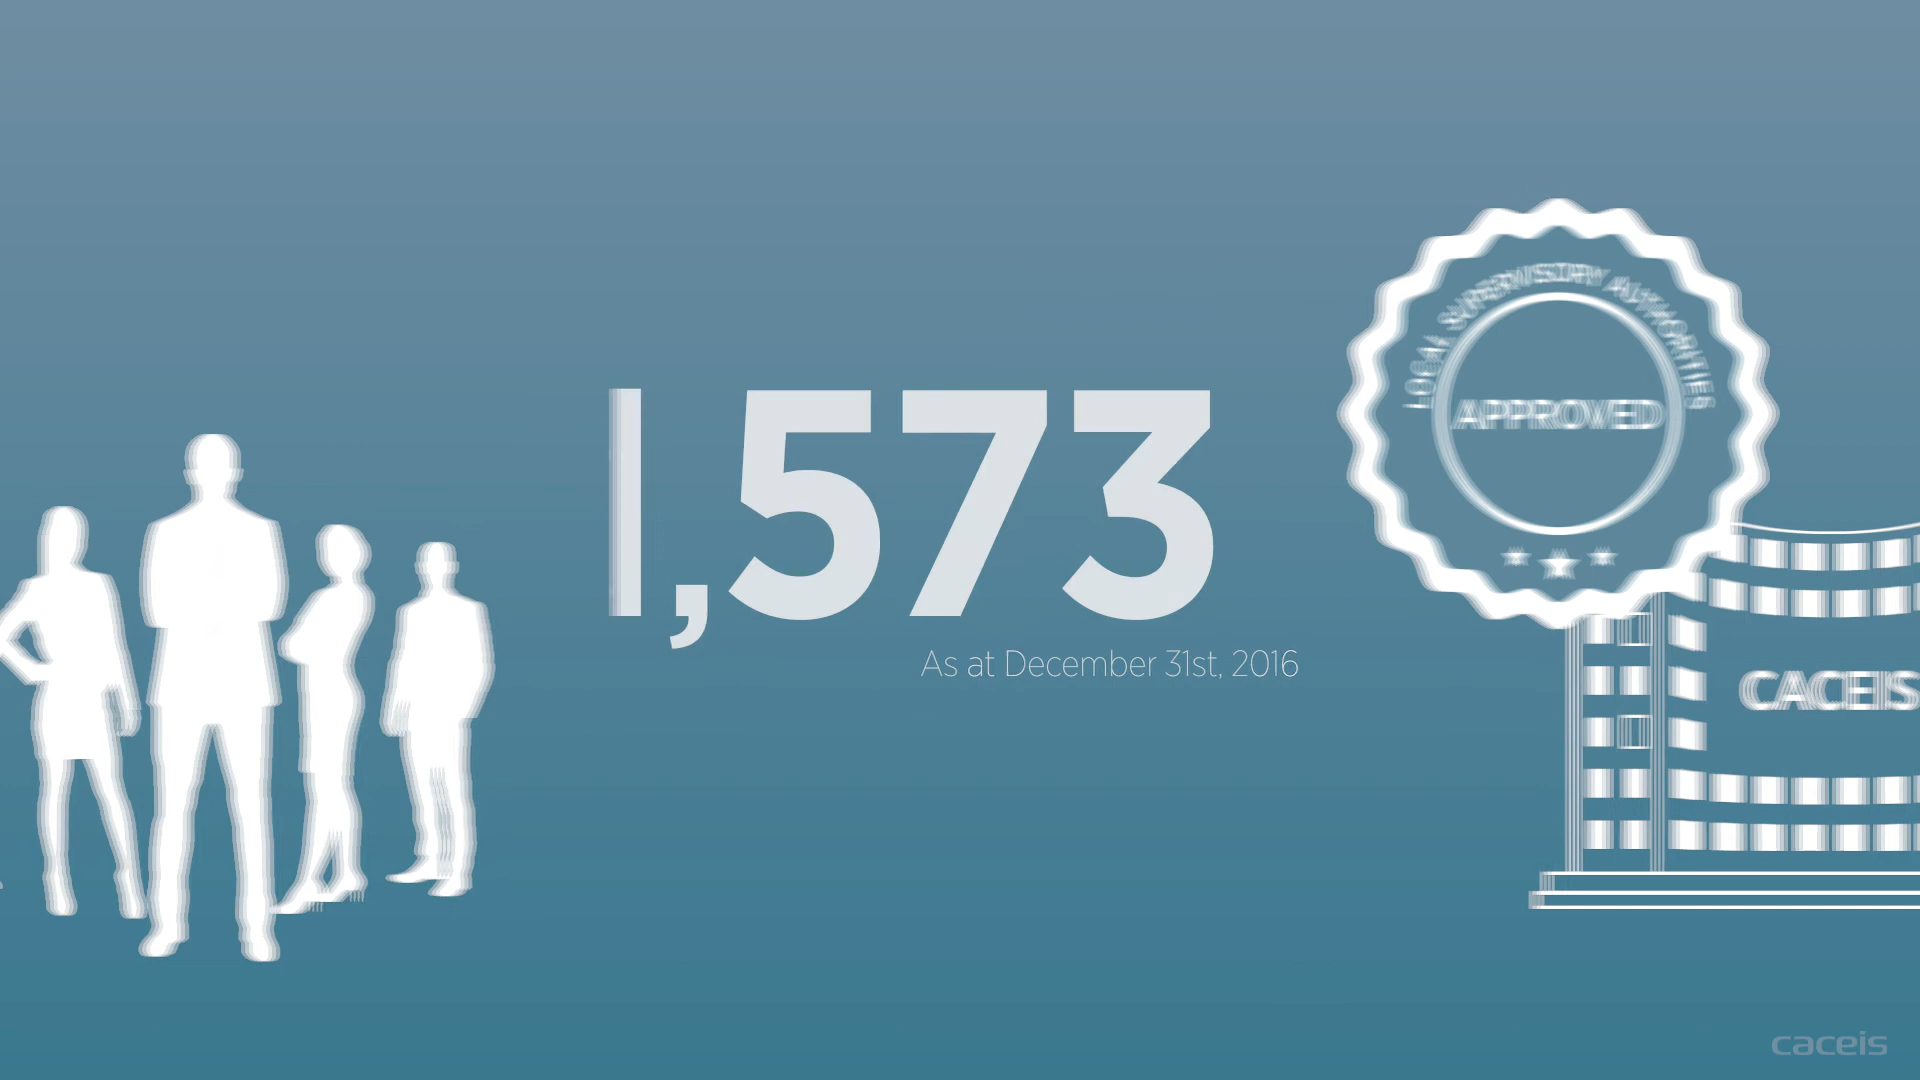 LOCAL SUPERVISORY AUTHORITIES
APPROVED
1,573
As at December 31st, 2016
CACEIS
caceis